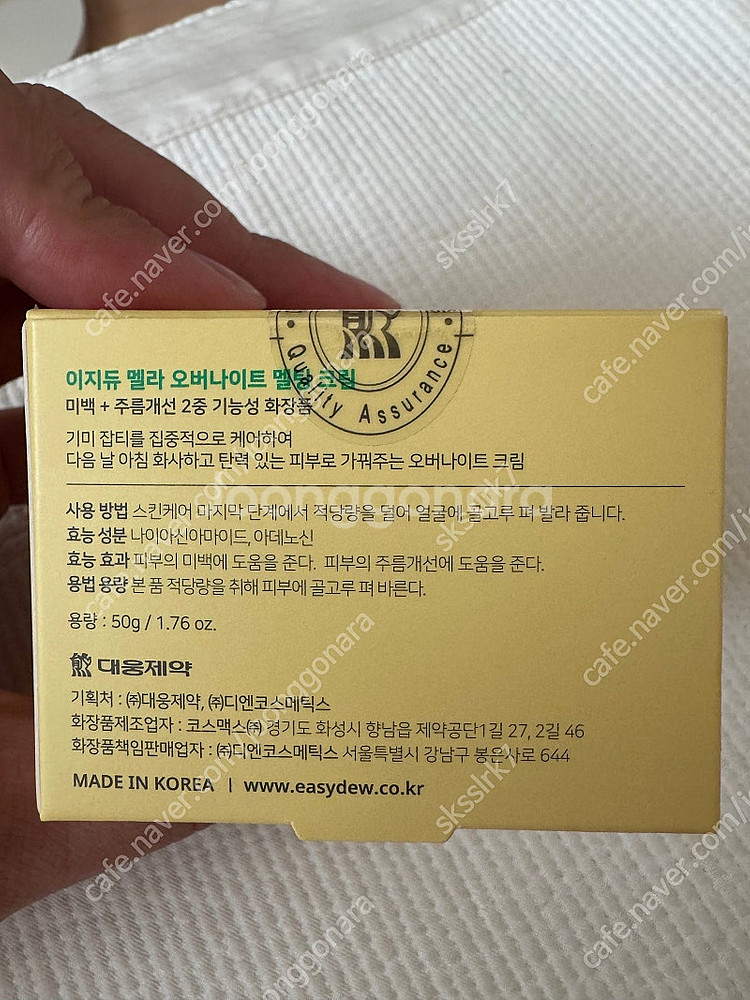 Quality Assurance
이지듀 멜라 오버나이트 멜팅 크림
미백 + 주름개선 2중 기능성 화장품
기미 잡티를 집중적으로 케어하여
다음 날 아침 화사하고 탄력 있는 피부로 가꿔주는 오버나이트 크림
사용 방법 스킨케어 마지막 단계에서 적당량을 덜어 얼굴에 골고루 펴 발라 줍니다.
효능 성분 나이아신아마이드, 아데노신
효능 효과 피부의 미백에 도움을 준다. 피부의 주름개선에 도움을 준다.
용법 용량 본 품 적당량을 취해 피부에 골고루 펴 바른다.
용량 : 50g / 1.76 oz.
대웅제약
기획처 : ㈜대웅제약, ㈜디엔코스메틱스
화장품제조업자 : 코스맥스㈜ 경기도 화성시 향남읍 제약공단1길 27, 2길 46
화장품책임판매업자 : ㈜디엔코스메틱스 서울특별시 강남구 봉은사로 644
MADE IN KOREA | www.easydew.co.kr
joonggonara
cafe.naver.com/joonggonara
sksslrk7